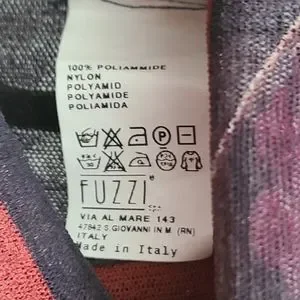 100% POLIAMMIDE
NYLON
POLYAMID
POLYAMIDE
POLIAMIDA
P
FUZZI®
VIA AL MARE 143
47842 S.GIOVANNI IN M. (RN)
ITALY
Made in Italy